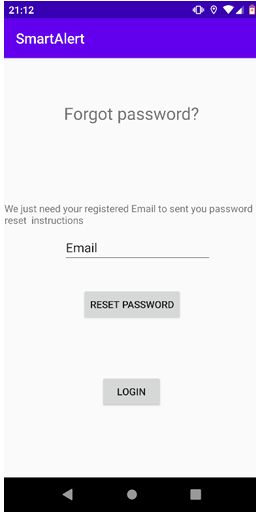 21:12
SmartAlert
Forgot password?
We just need your registered Email to sent you password
reset instructions
Email
RESET PASSWORD
LOGIN